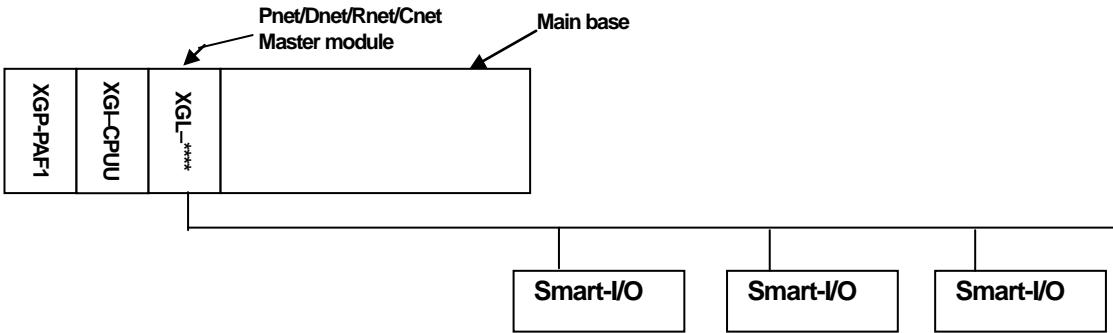 Pnet/Dnet/Rnet/Cnet
Master module
Main base
XGP-PAF1
XGI-CPUU
XGL–****
Smart-I/O
Smart-I/O
Smart-I/O